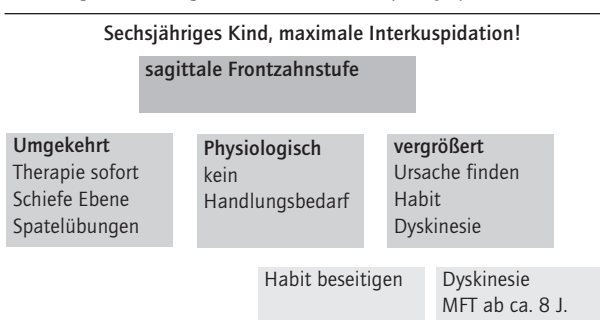 Sechsjähriges Kind, maximale Interkuspidation!
sagittale Frontzahnstufe
Umgekehrt
Therapie sofort
Schiefe Ebene
Spatelübungen
Physiologisch
kein
Handlungsbedarf
vergrößert
Ursache finden
Habit
Dyskinesie
Habit beseitigen
Dyskinesie
MFT ab ca. 8 J.